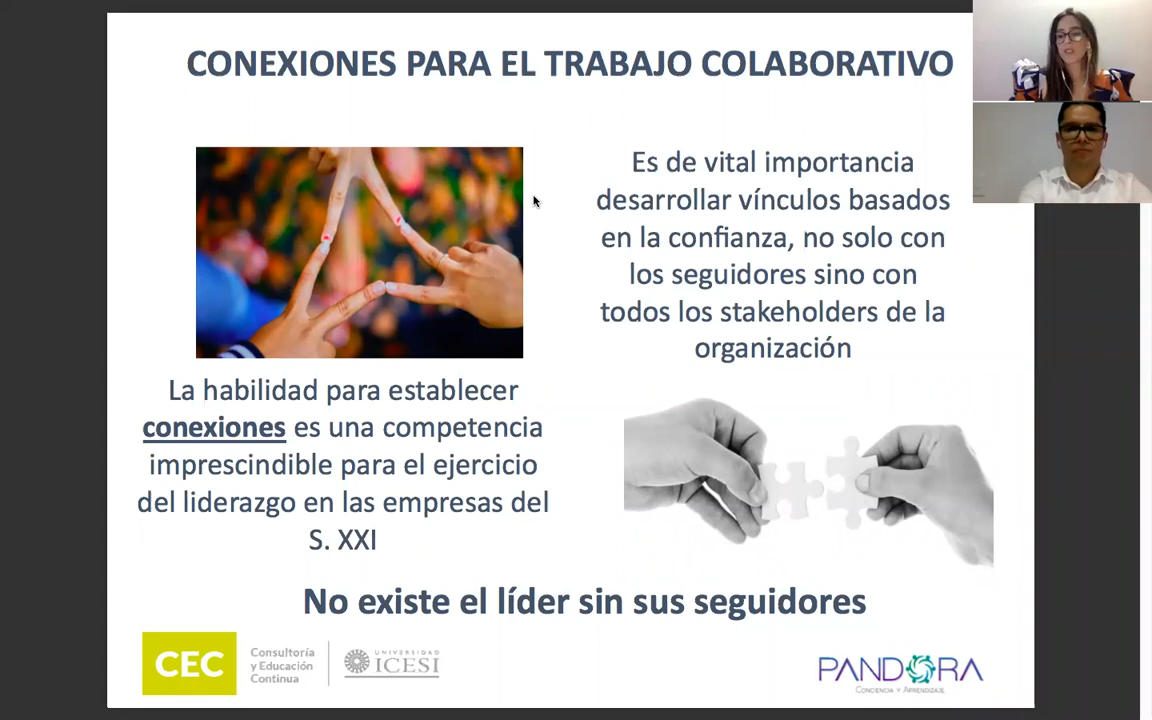 CONEXIONES PARA EL TRABAJO COLABORATIVO
Es de vital importancia
desarrollar vínculos basados
en la confianza, no solo con
los seguidores sino con
todos los stakeholders de la
organización
La habilidad para establecer
conexiones es una competencia
imprescindible para el ejercicio
del liderazgo en las empresas del
S. XXI
No existe el líder sin sus seguidores
CEC
Consultoría
y Educación
Continua
UNIVERSIDAD
ICESI
PANDORA
CONCIENCIA Y APRENDIZAJE